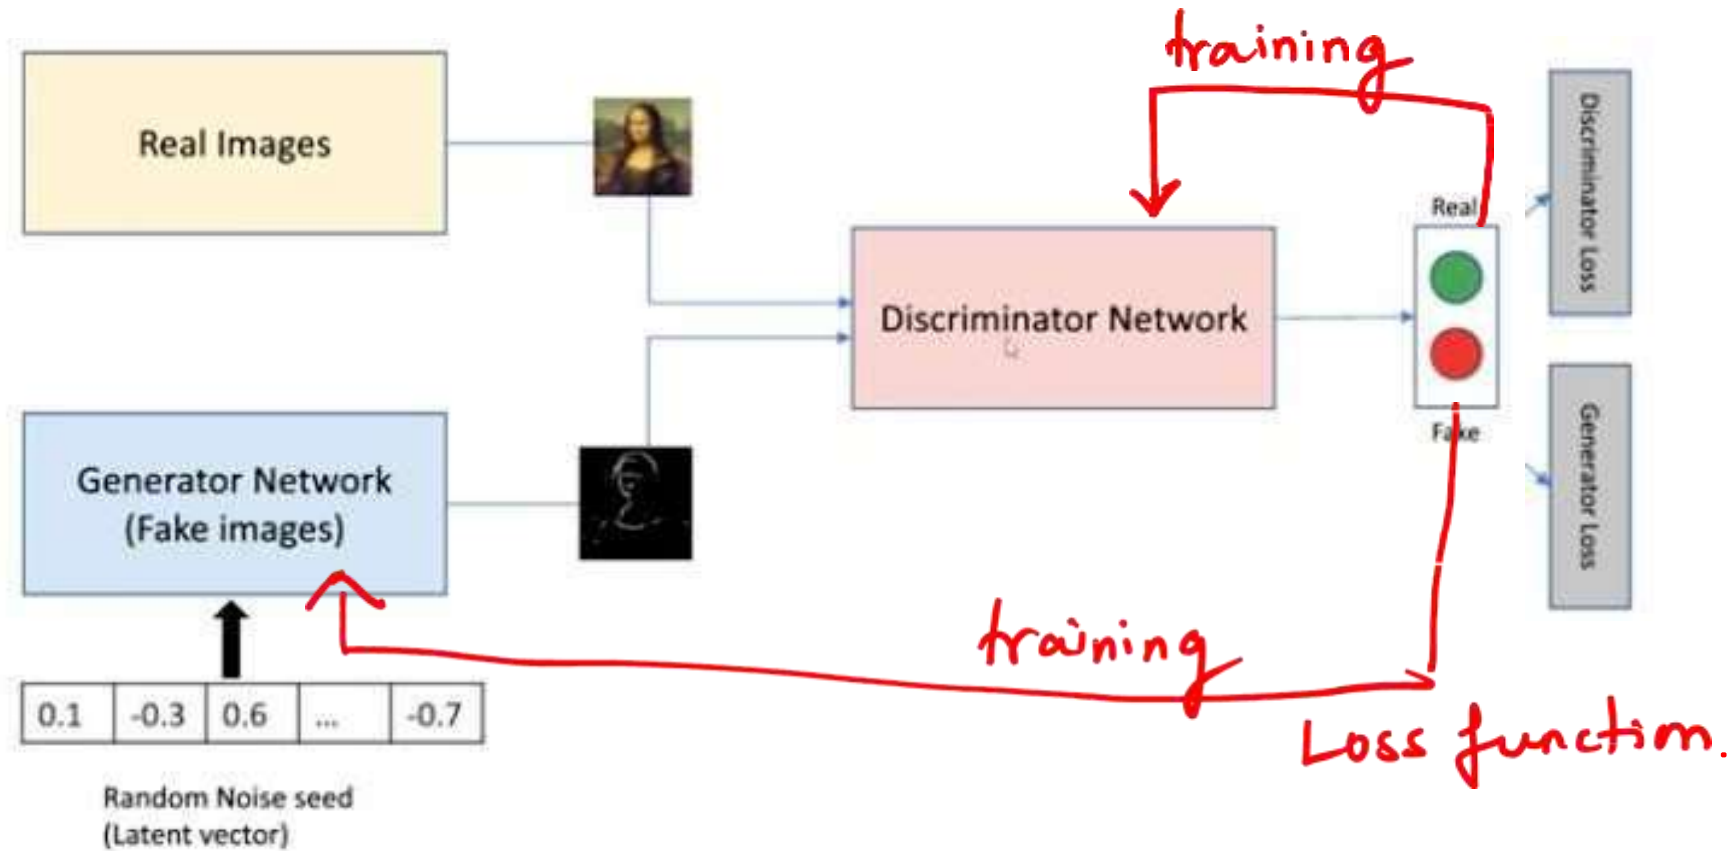 training
Real Images
Discriminator Loss
Real
Discriminator Network
Fake
Generator Loss
Generator Network
(Fake images)
training
0.1 -0.3 0.6 ... -0.7
Loss function.
Random Noise seed
(Latent vector)